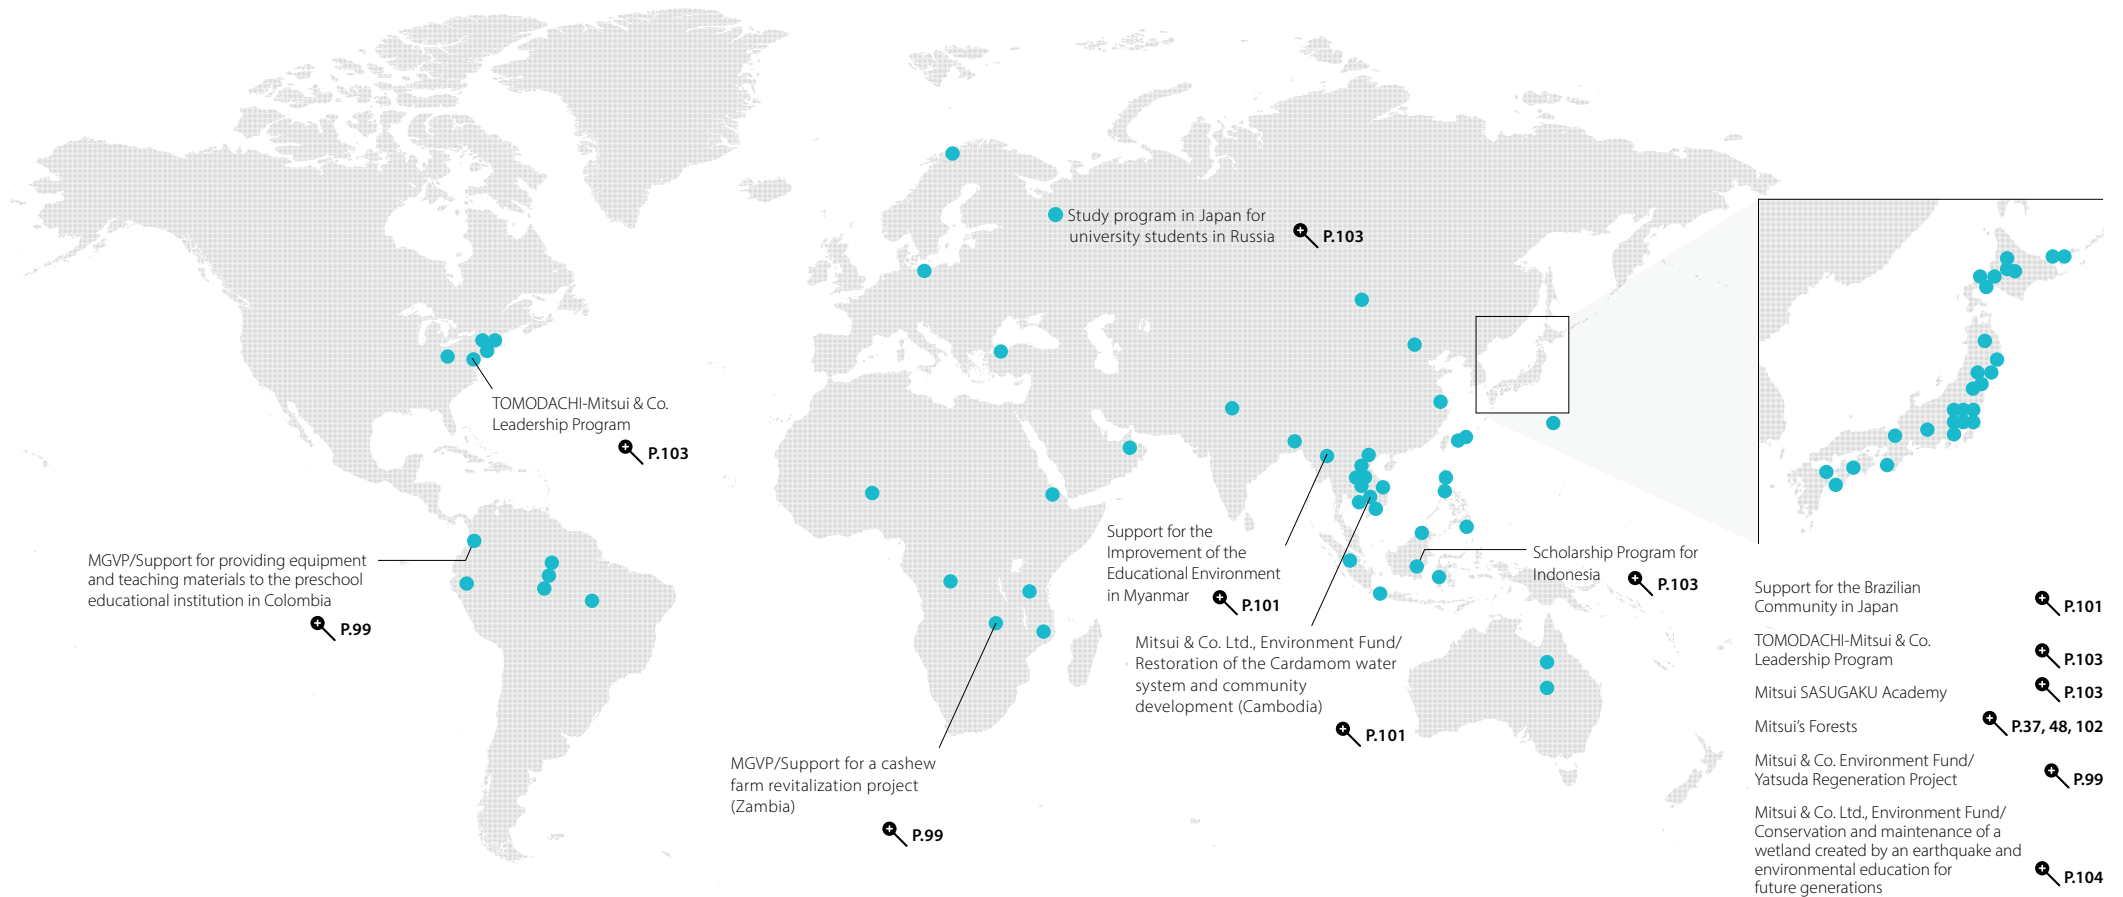 Study program in Japan for
university students in Russia
P.103
TOMODACHI-Mitsui & Co.
Leadership Program
P.103
MGVP/Support for providing equipment
and teaching materials to the preschool
educational institution in Colombia
P.99
Support for the
Improvement of the
Educational Environment
in Myanmar
P.101
Scholarship Program for
Indonesia
P.103
Mitsui & Co. Ltd., Environment Fund/
Restoration of the Cardamom water
system and community
development (Cambodia)
P.101
MGVP/Support for a cashew
farm revitalization project
(Zambia)
P.99
Support for the Brazilian
Community in Japan
P.101
TOMODACHI-Mitsui & Co.
Leadership Program
P.103
Mitsui SASUGAKU Academy
P.103
Mitsui's Forests
P.37, 48, 102
Mitsui & Co. Environment Fund/
Yatsuda Regeneration Project
P.99
Mitsui & Co. Ltd., Environment Fund/
Conservation and maintenance of a
wetland created by an earthquake and
environmental education for
future generations
P.104